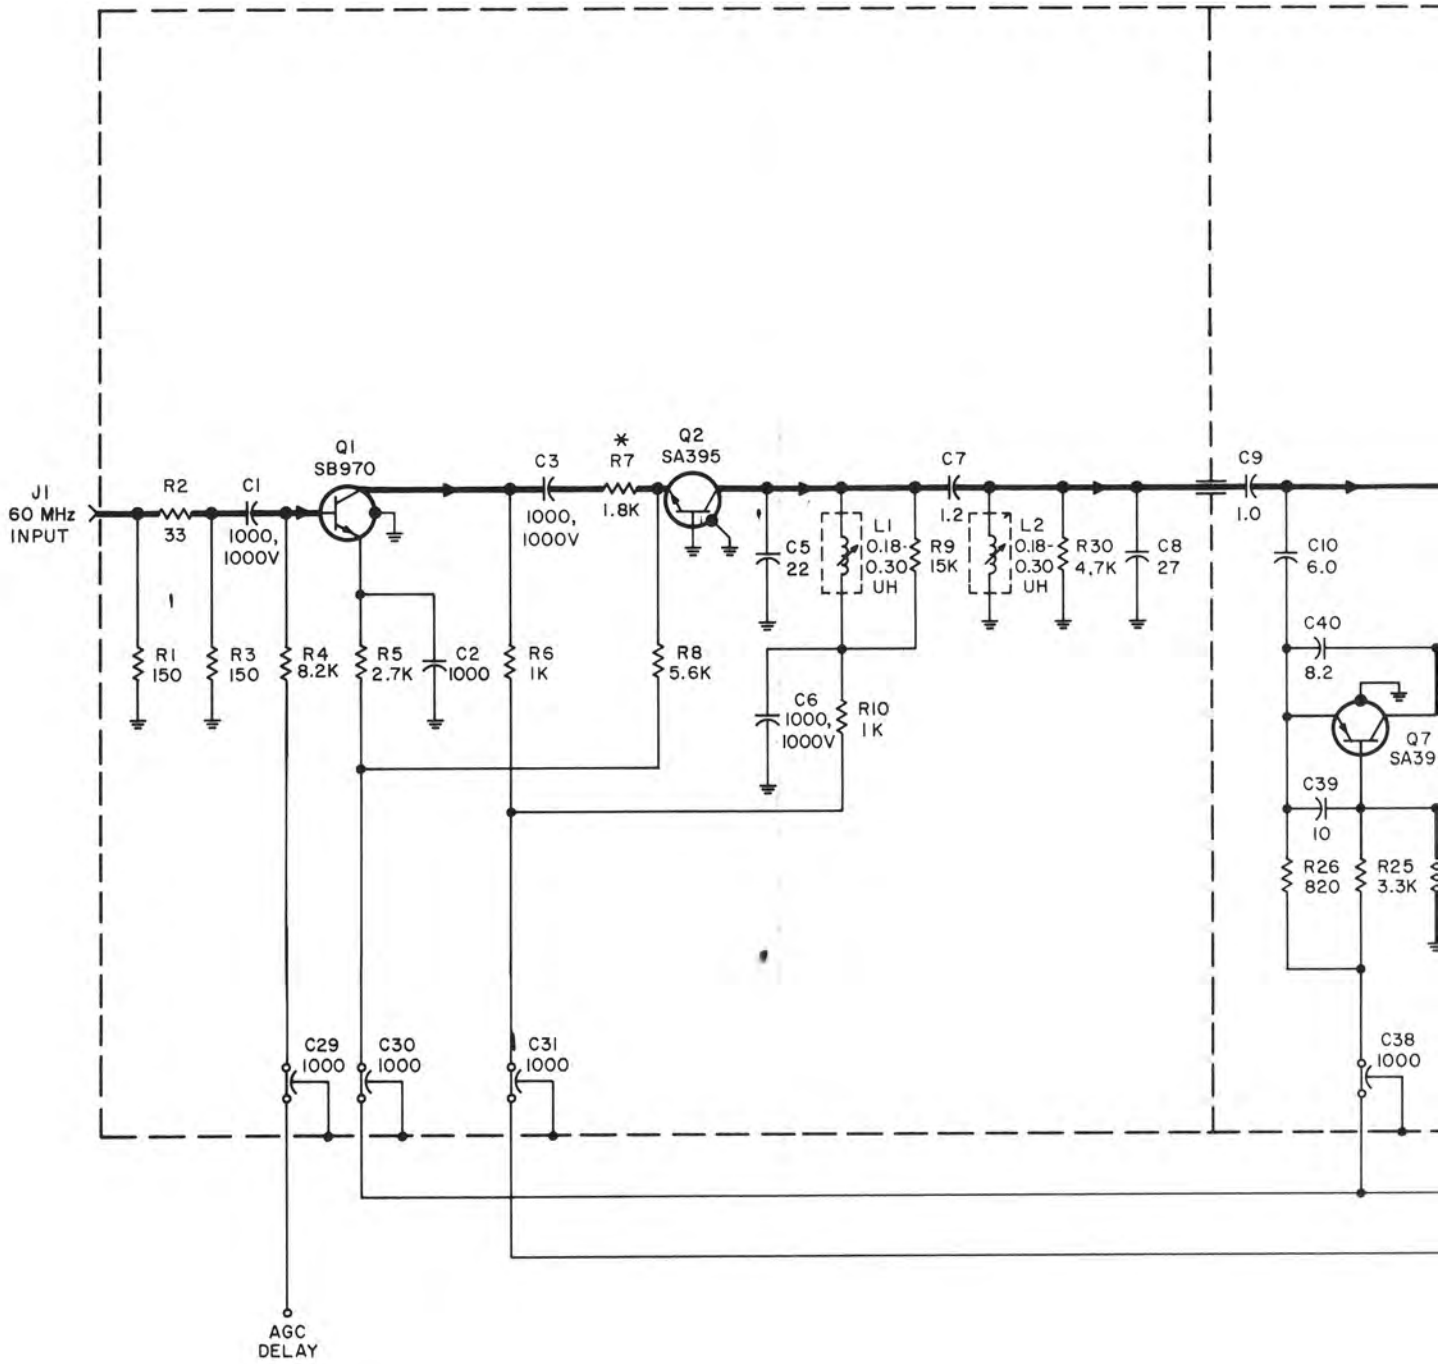 Q1
SB970
C3
1000,
1000V
*
R7
1.8K
Q2
SA395
C7
1.2
C9
1.0
J1
60 MHz
INPUT
R2
33
C1
1000,
1000V
C5
22
L1
0.18-
0.30
UH
R9
15K
L2
0.18-
0.30
UH
R30
4.7K
C8
27
C10
6.0
R1
150
R3
150
R4
8.2K
R5
2.7K
C2
1000
R6
1K
R8
5.6K
C6
1000,
1000V
R10
1K
C40
8.2
Q7
SA39
C39
10
R26
820
R25
3.3K
C29
1000
C30
1000
C31
1000
C38
1000
AGC
DELAY